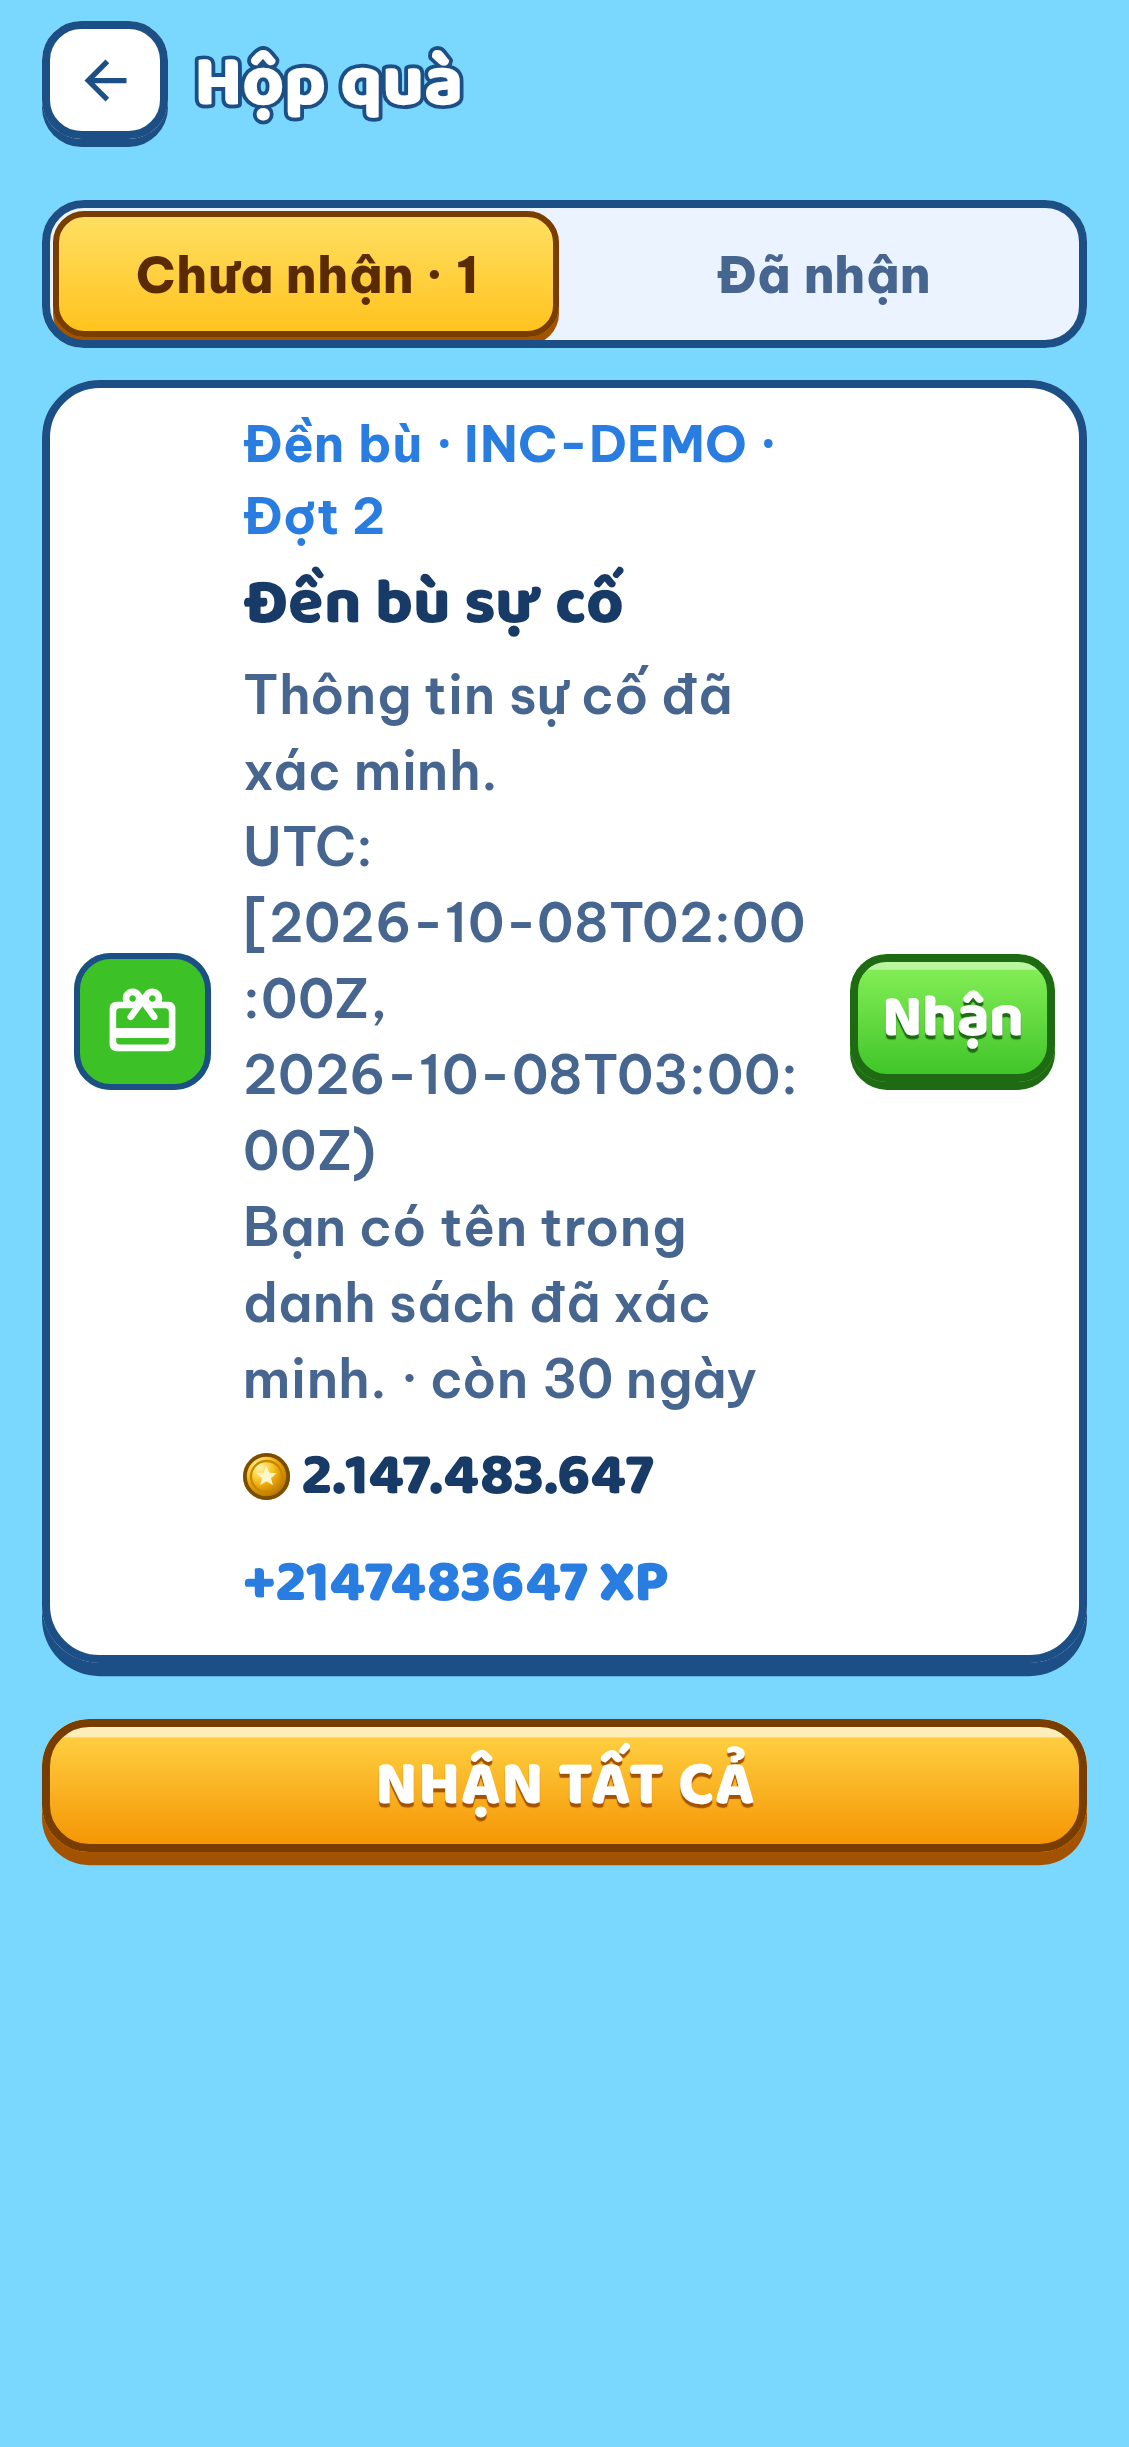 Hộp quà
Chưa nhận · 1
Đã nhận
Đền bù · INC-DEMO ·
Đợt 2
Đền bù sự cố
Thông tin sự cố đã
xác minh.
UTC:
[2026-10-08T02:00
:00Z,
2026-10-08T03:00:
00Z)
Bạn có tên trong
danh sách đã xác
minh. · còn 30 ngày
2.147.483.647
+2147483647 XP
Nhận
NHẬN TẤT CẢ